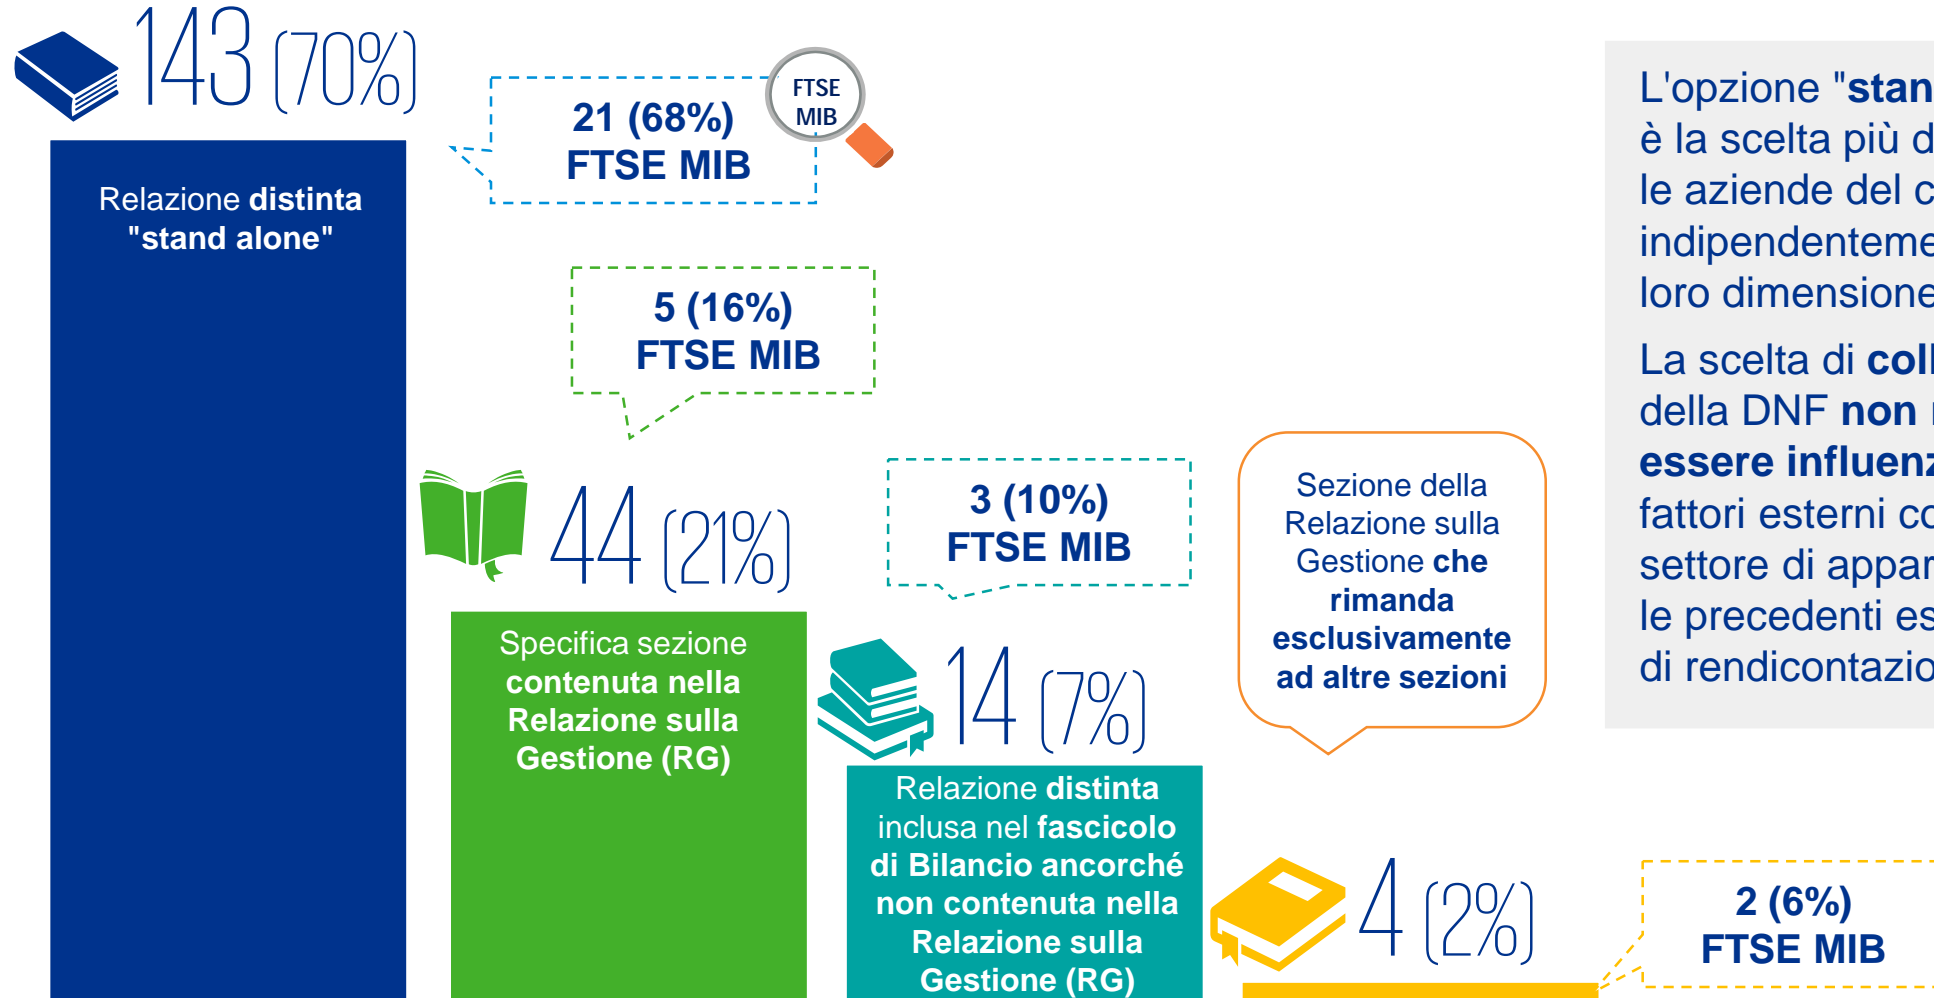 143 (70%)
FTSE
MIB
21 (68%)
FTSE MIB
Relazione distinta
"stand alone"
5 (16%)
FTSE MIB
44 (21%)
Specifica sezione
contenuta nella
Relazione sulla
Gestione (RG)
3 (10%)
FTSE MIB
14 (7%)
Relazione distinta
inclusa nel fascicolo
di Bilancio ancorché
non contenuta nella
Relazione sulla
Gestione (RG)
Sezione della
Relazione sulla
Gestione che
rimanda
esclusivamente
ad altre sezioni
4 (2%)
2 (6%)
FTSE MIB
L'opzione "stan
è la scelta più d
le aziende del c
indipendenteme
loro dimensione
La scelta di coll
della DNF non
essere influenz
fattori esterni co
settore di appar
le precedenti es
di rendicontazio